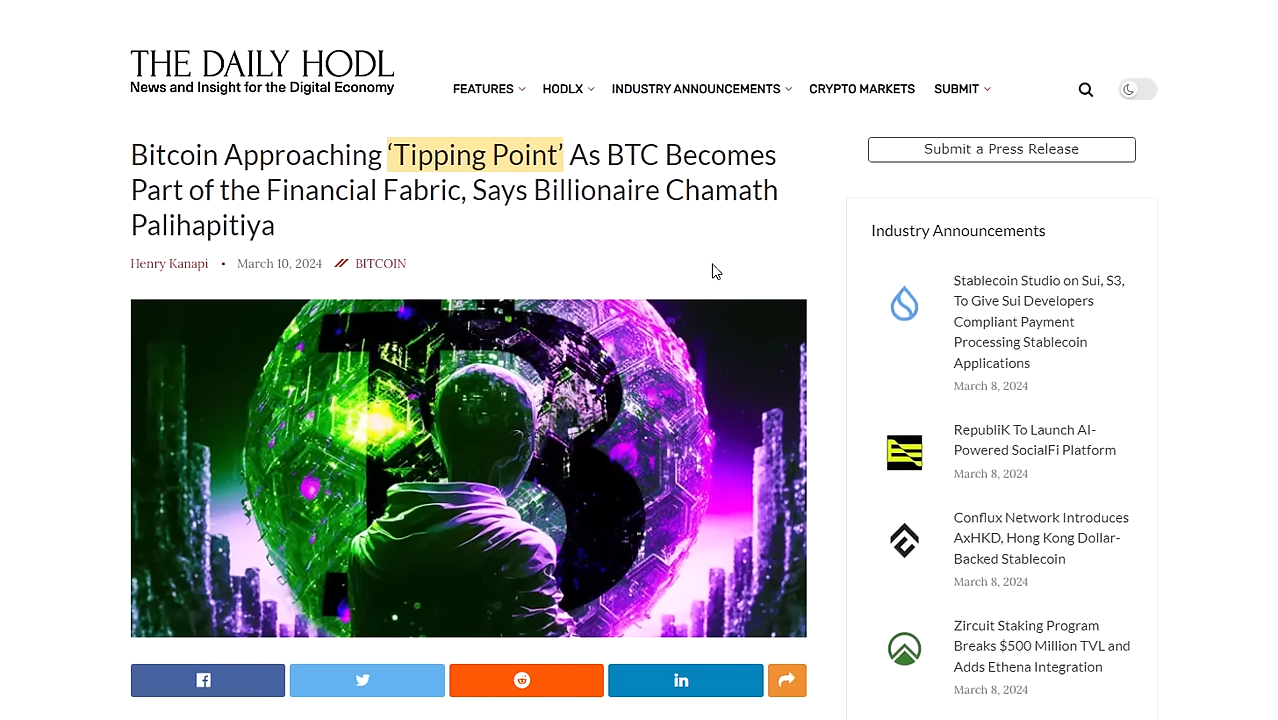 THE DAILY HODL
News and Insight for the Digital Economy
FEATURES
HODLX
INDUSTRY ANNOUNCEMENTS
CRYPTO MARKETS
SUBMIT
Bitcoin Approaching ‘Tipping Point’ As BTC Becomes
Part of the Financial Fabric, Says Billionaire Chamath
Palihapitiya
Henry Kanapi • March 10, 2024 BITCOIN
Submit a Press Release
Industry Announcements
Stablecoin Studio on Sui, S3,
To Give Sui Developers
Compliant Payment
Processing Stablecoin
Applications
March 8, 2024
RepubliK To Launch AI-
Powered SocialFi Platform
March 8, 2024
Conflux Network Introduces
AxHKD, Hong Kong Dollar-
Backed Stablecoin
March 8, 2024
Zircuit Staking Program
Breaks $500 Million TVL and
Adds Ethena Integration
March 8, 2024